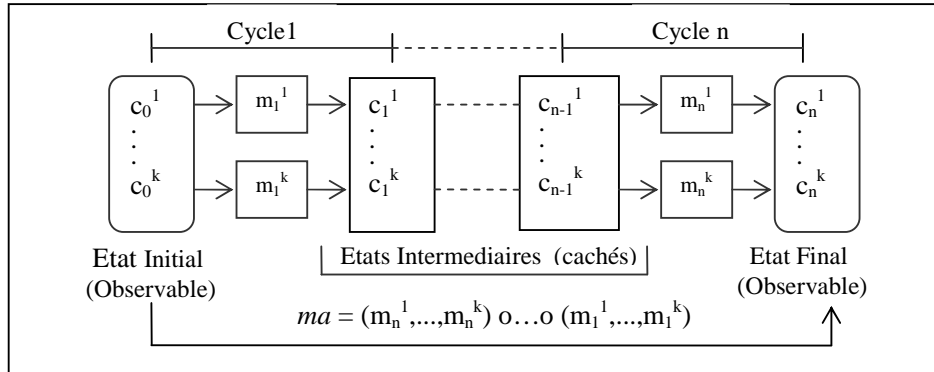 Cycle1 Cycle n
c₀¹ m₁¹ c₁¹ cₙ₋₁¹ mₙ¹ cₙ¹
. . . .
. . . .
. . . .
c₀ᵏ m₁ᵏ c₁ᵏ cₙ₋₁ᵏ mₙᵏ cₙᵏ
Etat Initial Etats Intermediaires (cachés) Etat Final
(Observable) (Observable)
ma = (mₙ¹,...,mₙᵏ) o…o (m₁¹,...,m₁ᵏ)